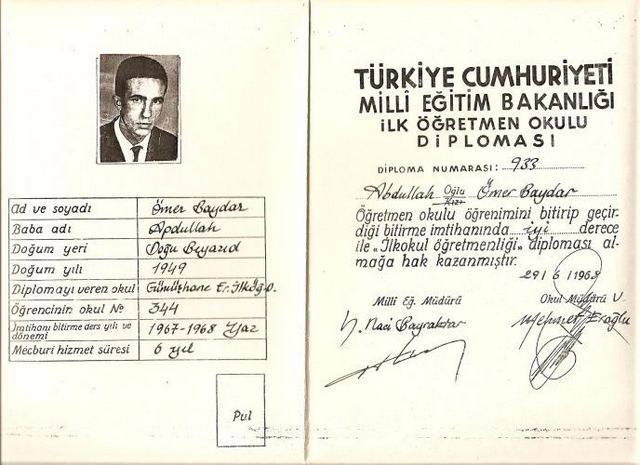 Ad ve soyadı Ömer Baydar
Baba adı Abdullah
Doğum yeri Doğu Beyazıd
Doğum yılı 1949
Diplomayı veren okul Gümüşhane Er. İlköğ.O.
Öğrencinin okul № 344
İmtihanı bitirme ders yılı ve dönemi 1967-1968 Yaz
Mecburi hizmet süresi 6 yıl
Pul
TÜRKİYE CUMHURİYETİ
MİLLÎ EĞİTİM BAKANLIĞI
İLK ÖĞRETMEN OKULU
DİPLOMASI
DİPLOMA NUMARASI: 933
Abdullah Oğlu Kızı Ömer Baydar
Öğretmen okulu öğrenimini bitirip geçir-
diği bitirme imtihanında iyi derece
ile «İlkokul öğretmenliği» diploması al-
mağa hak kazanmıştır.
29 / 6 / 1968
Milli Eğ. Müdürü Okul Müdürü V.
Naci Bayraktar Mehmet Eroğlu